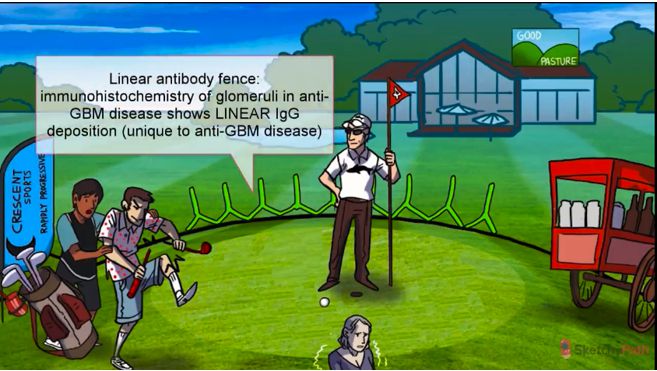 GOOD
PASTURE
Linear antibody fence:
immunohistochemistry of glomeruli in anti-
GBM disease shows LINEAR IgG
deposition (unique to anti-GBM disease)
CRESCENT
SPORTS
RAPIDLY PROGRESSIVE
SketchyPath